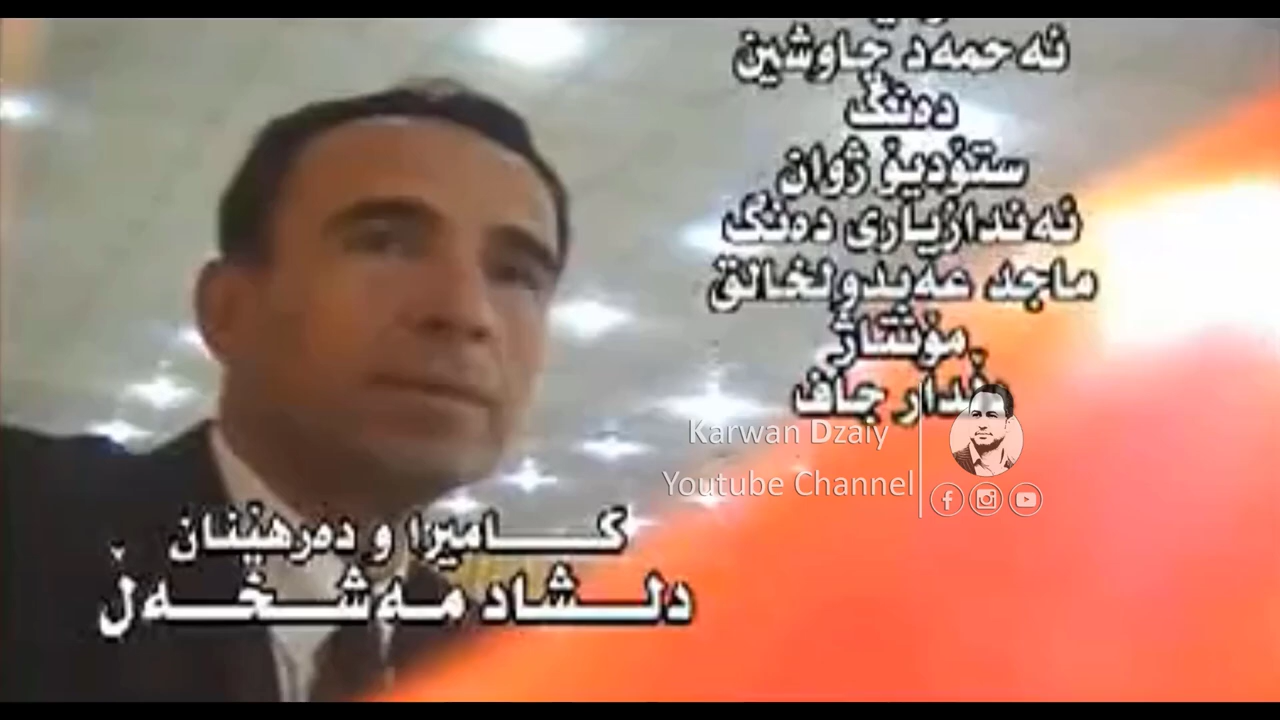 ئەحمەد چاوشین
دەنگ
ستۆدیۆ ژوان
ئەندازیاری دەنگ
ماجد عەبدولخالق
مۆنتاژ
جاف
Karwan Dzaiy
Youtube Channel
کامیرا و دەرهێنان
دلشاد مەشخەڵ